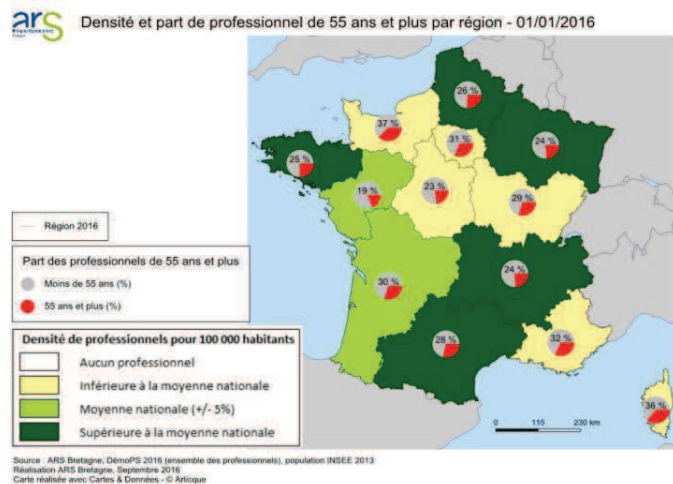 ars
Densité et part de professionnel de 55 ans et plus par région - 01/01/2016
26 %
37 %
31 %
24 %
25 %
19 %
23 %
29 %
Région 2016
Part des professionnels de 55 ans et plus
Moins de 55 ans (%)
55 ans et plus (%)
24 %
30 %
28 %
32 %
36 %
Densité de professionnels pour 100 000 habitants
Aucun professionnel
Inférieure à la moyenne nationale
Moyenne nationale (+/- 5%)
Supérieure à la moyenne nationale
0 115 230 km
Source : ARS Bretagne, DémoPS 2016 (ensemble des professionnels), population INSEE 2013
Réalisation ARS Bretagne, Septembre 2016
Carte réalisée avec Cartes & Données - © Articque